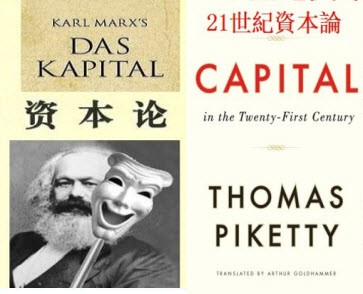 KARL MARX'S
DAS
KAPITAL
资本论
21世紀資本論
CAPITAL
in the Twenty-First Century
THOMAS
PIKETTY
TRANSLATED BY ARTHUR GOLDHAMMER